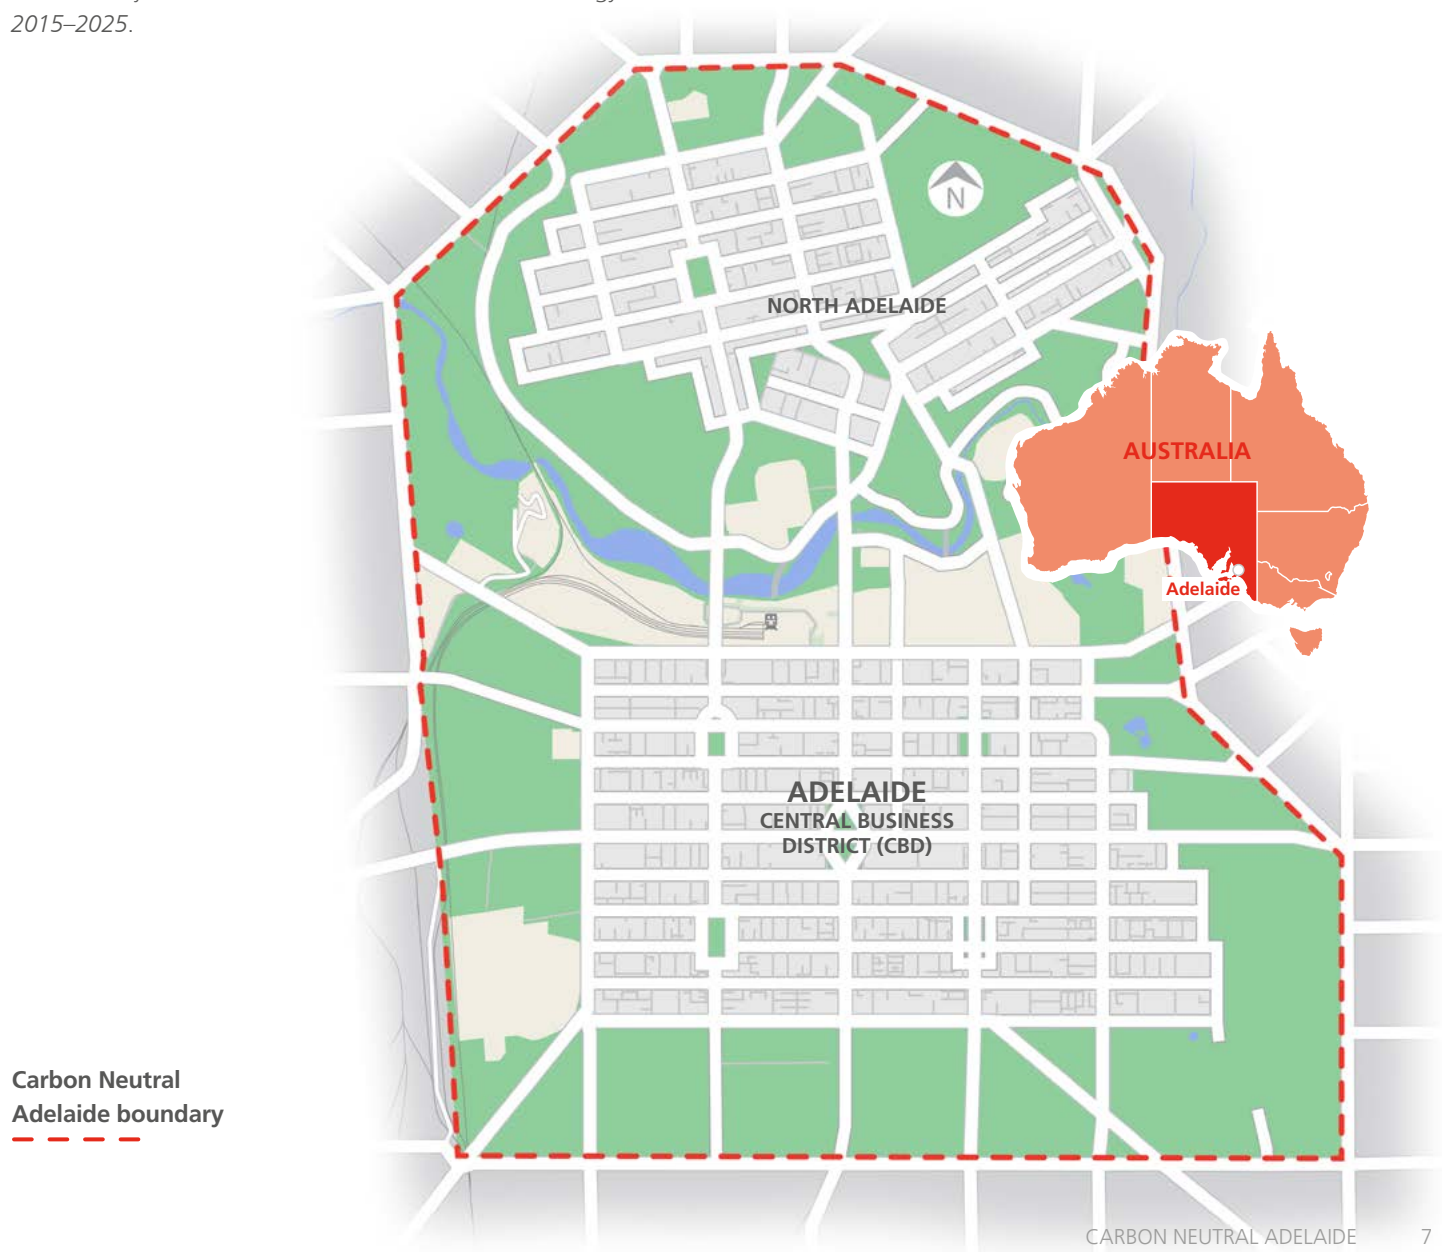 2015–2025.
N
NORTH ADELAIDE
AUSTRALIA
Adelaide
ADELAIDE
CENTRAL BUSINESS
DISTRICT (CBD)
Carbon Neutral
Adelaide boundary
CARBON NEUTRAL ADELAIDE 7